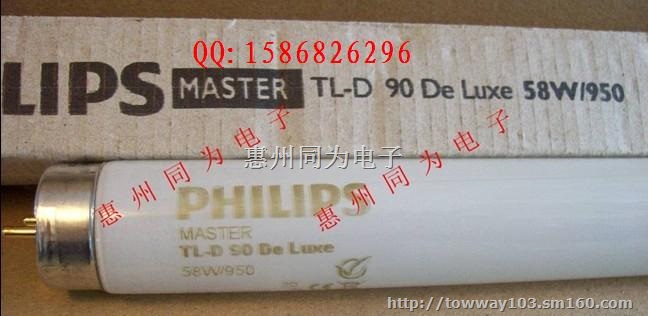 QQ: 1586826296
LIPS MASTER TL-D 90 De Luxe 58W/950
惠州同为电子
惠州同为电子
惠州同为电子
PHILIPS
MASTER
TL-D 90 De Luxe
58W/950
CE
http://towway103.sm160.com